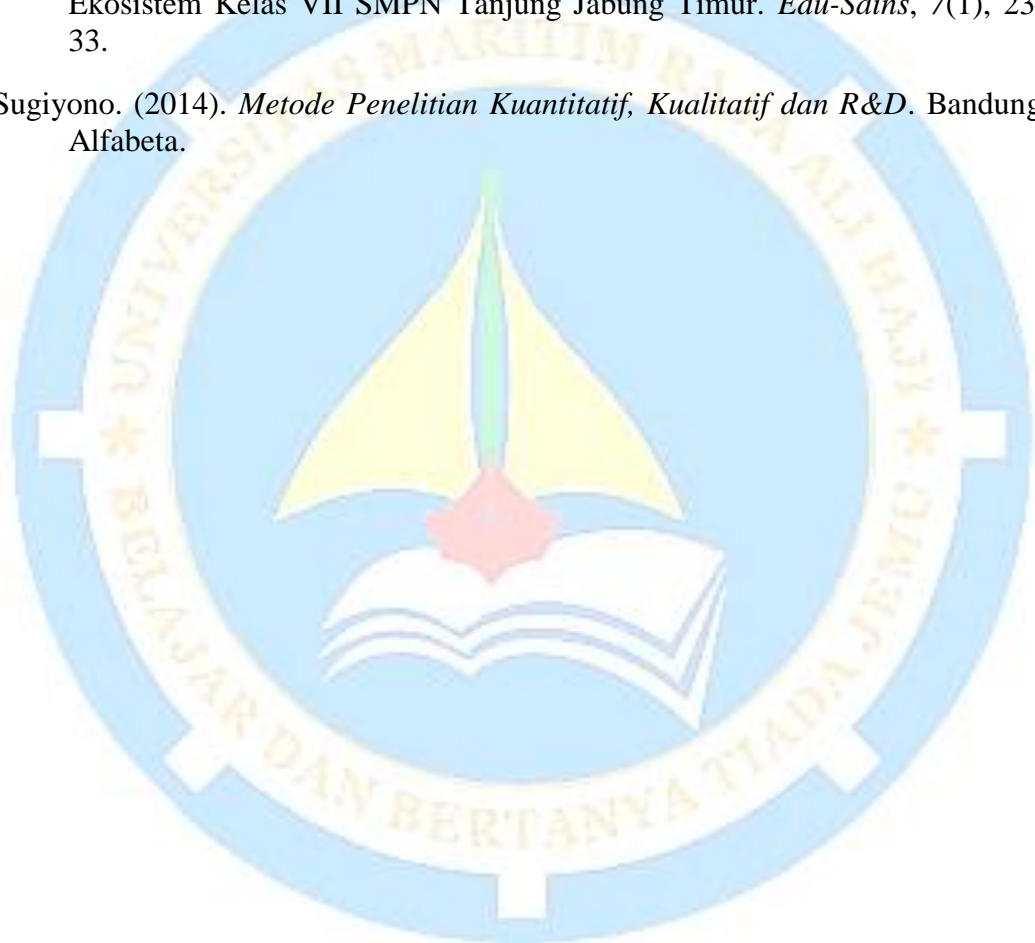 Ekosistem Kelas VII SMPN Tanjung Jabung Timur. Edu-Sains, 7(1), 23
33.
Sugiyono. (2014). Metode Penelitian Kuantitatif, Kualitatif dan R&D. Bandung
Alfabeta.
UNIVERSITAS MARITIM RAJA ALI HAJI
BELAJAR DAN BERTANYA TIADA JEMU